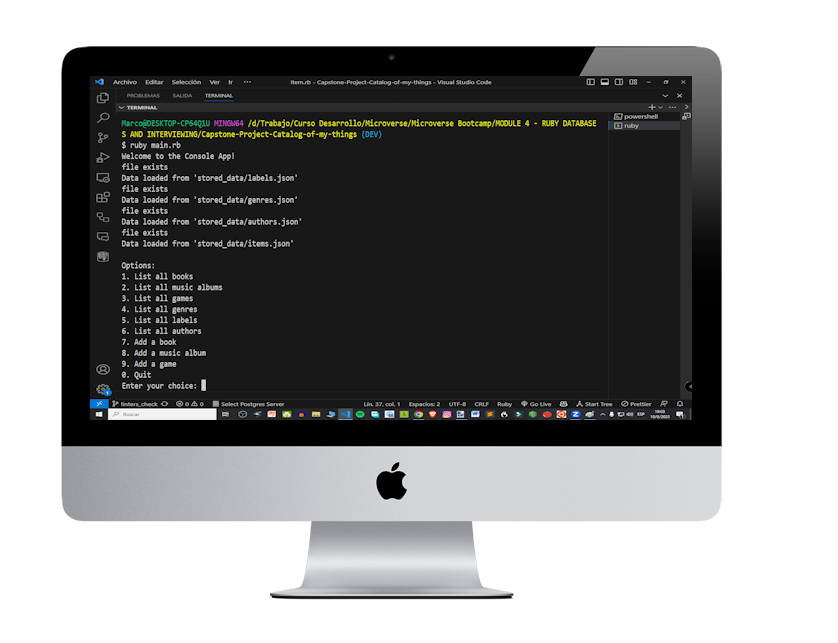 Archivo Editar Selección Ver Ir ··· Item.rb - Capstone-Project-Catalog-of-my-things - Visual Studio Code
PROBLEMAS SALIDA TERMINAL
TERMINAL
powershell
ruby
Marco@DESKTOP-CP64Q1U MINGW64 /d/Trabajo/Curso Desarrollo/Microverse/Microverse Bootcamp/MODULE 4 - RUBY DATABASE
S AND INTERVIEWING/Capstone-Project-Catalog-of-my-things (DEV)
$ ruby main.rb
Welcome to the Console App!
file exists
Data loaded from 'stored_data/labels.json'
file exists
Data loaded from 'stored_data/genres.json'
file exists
Data loaded from 'stored_data/authors.json'
file exists
Data loaded from 'stored_data/items.json'
Options:
1. List all books
2. List all music albums
3. List all games
4. List all genres
5. List all labels
6. List all authors
7. Add a book
8. Add a music album
9. Add a game
0. Quit
Enter your choice:
linters_check 0 0 Select Postgres Server Lín. 37, col. 1 Espacios: 2 UTF-8 CRLF Ruby Go Live Start Tree Prettier
Buscar ESP 19:03
10/8/2023